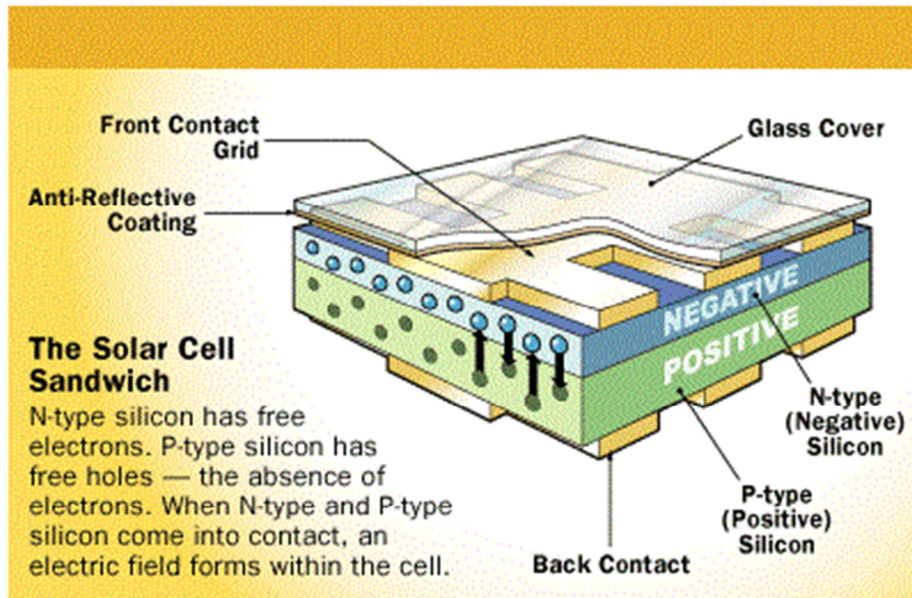 Front Contact
Grid
Glass Cover
Anti-Reflective
Coating
NEGATIVE
POSITIVE
The Solar Cell
Sandwich
N-type silicon has free
electrons. P-type silicon has
free holes — the absence of
electrons. When N-type and P-type
silicon come into contact, an
electric field forms within the cell.
N-type
(Negative)
Silicon
P-type
(Positive)
Silicon
Back Contact